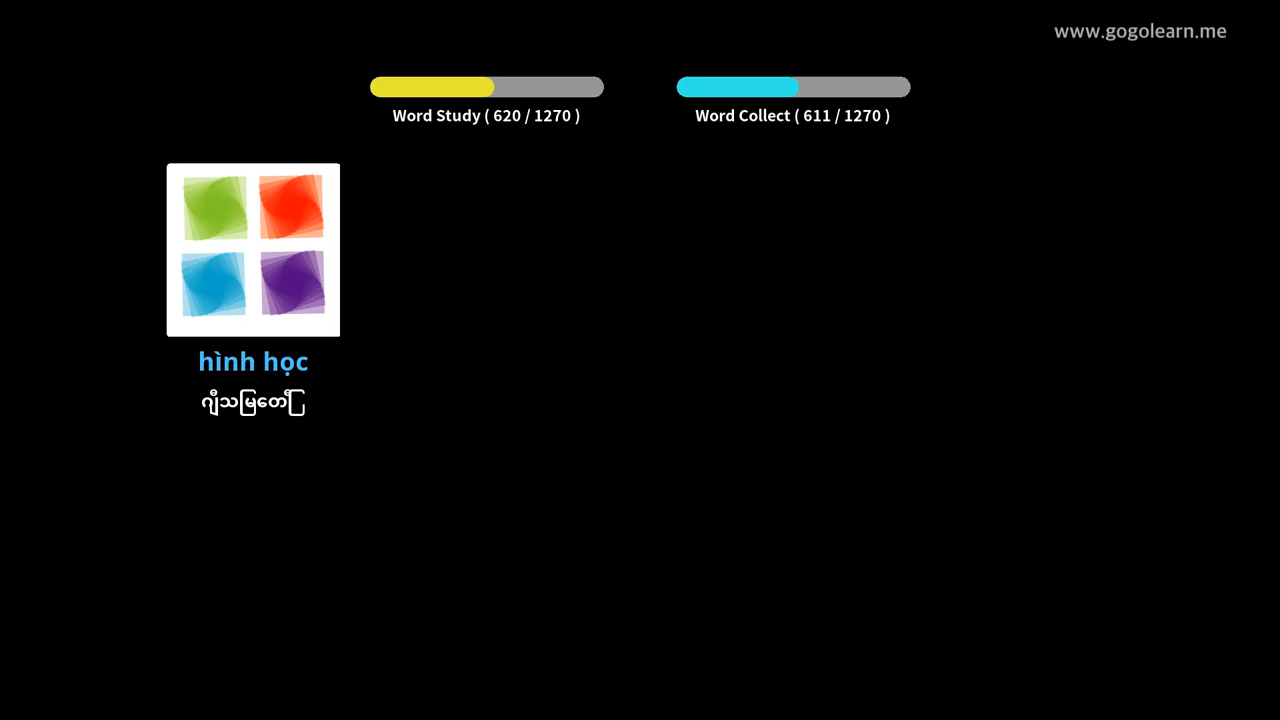 www.gogolearn.me
Word Study ( 620 / 1270 )
Word Collect ( 611 / 1270 )
hình học
ဂျီသမြတေီြ